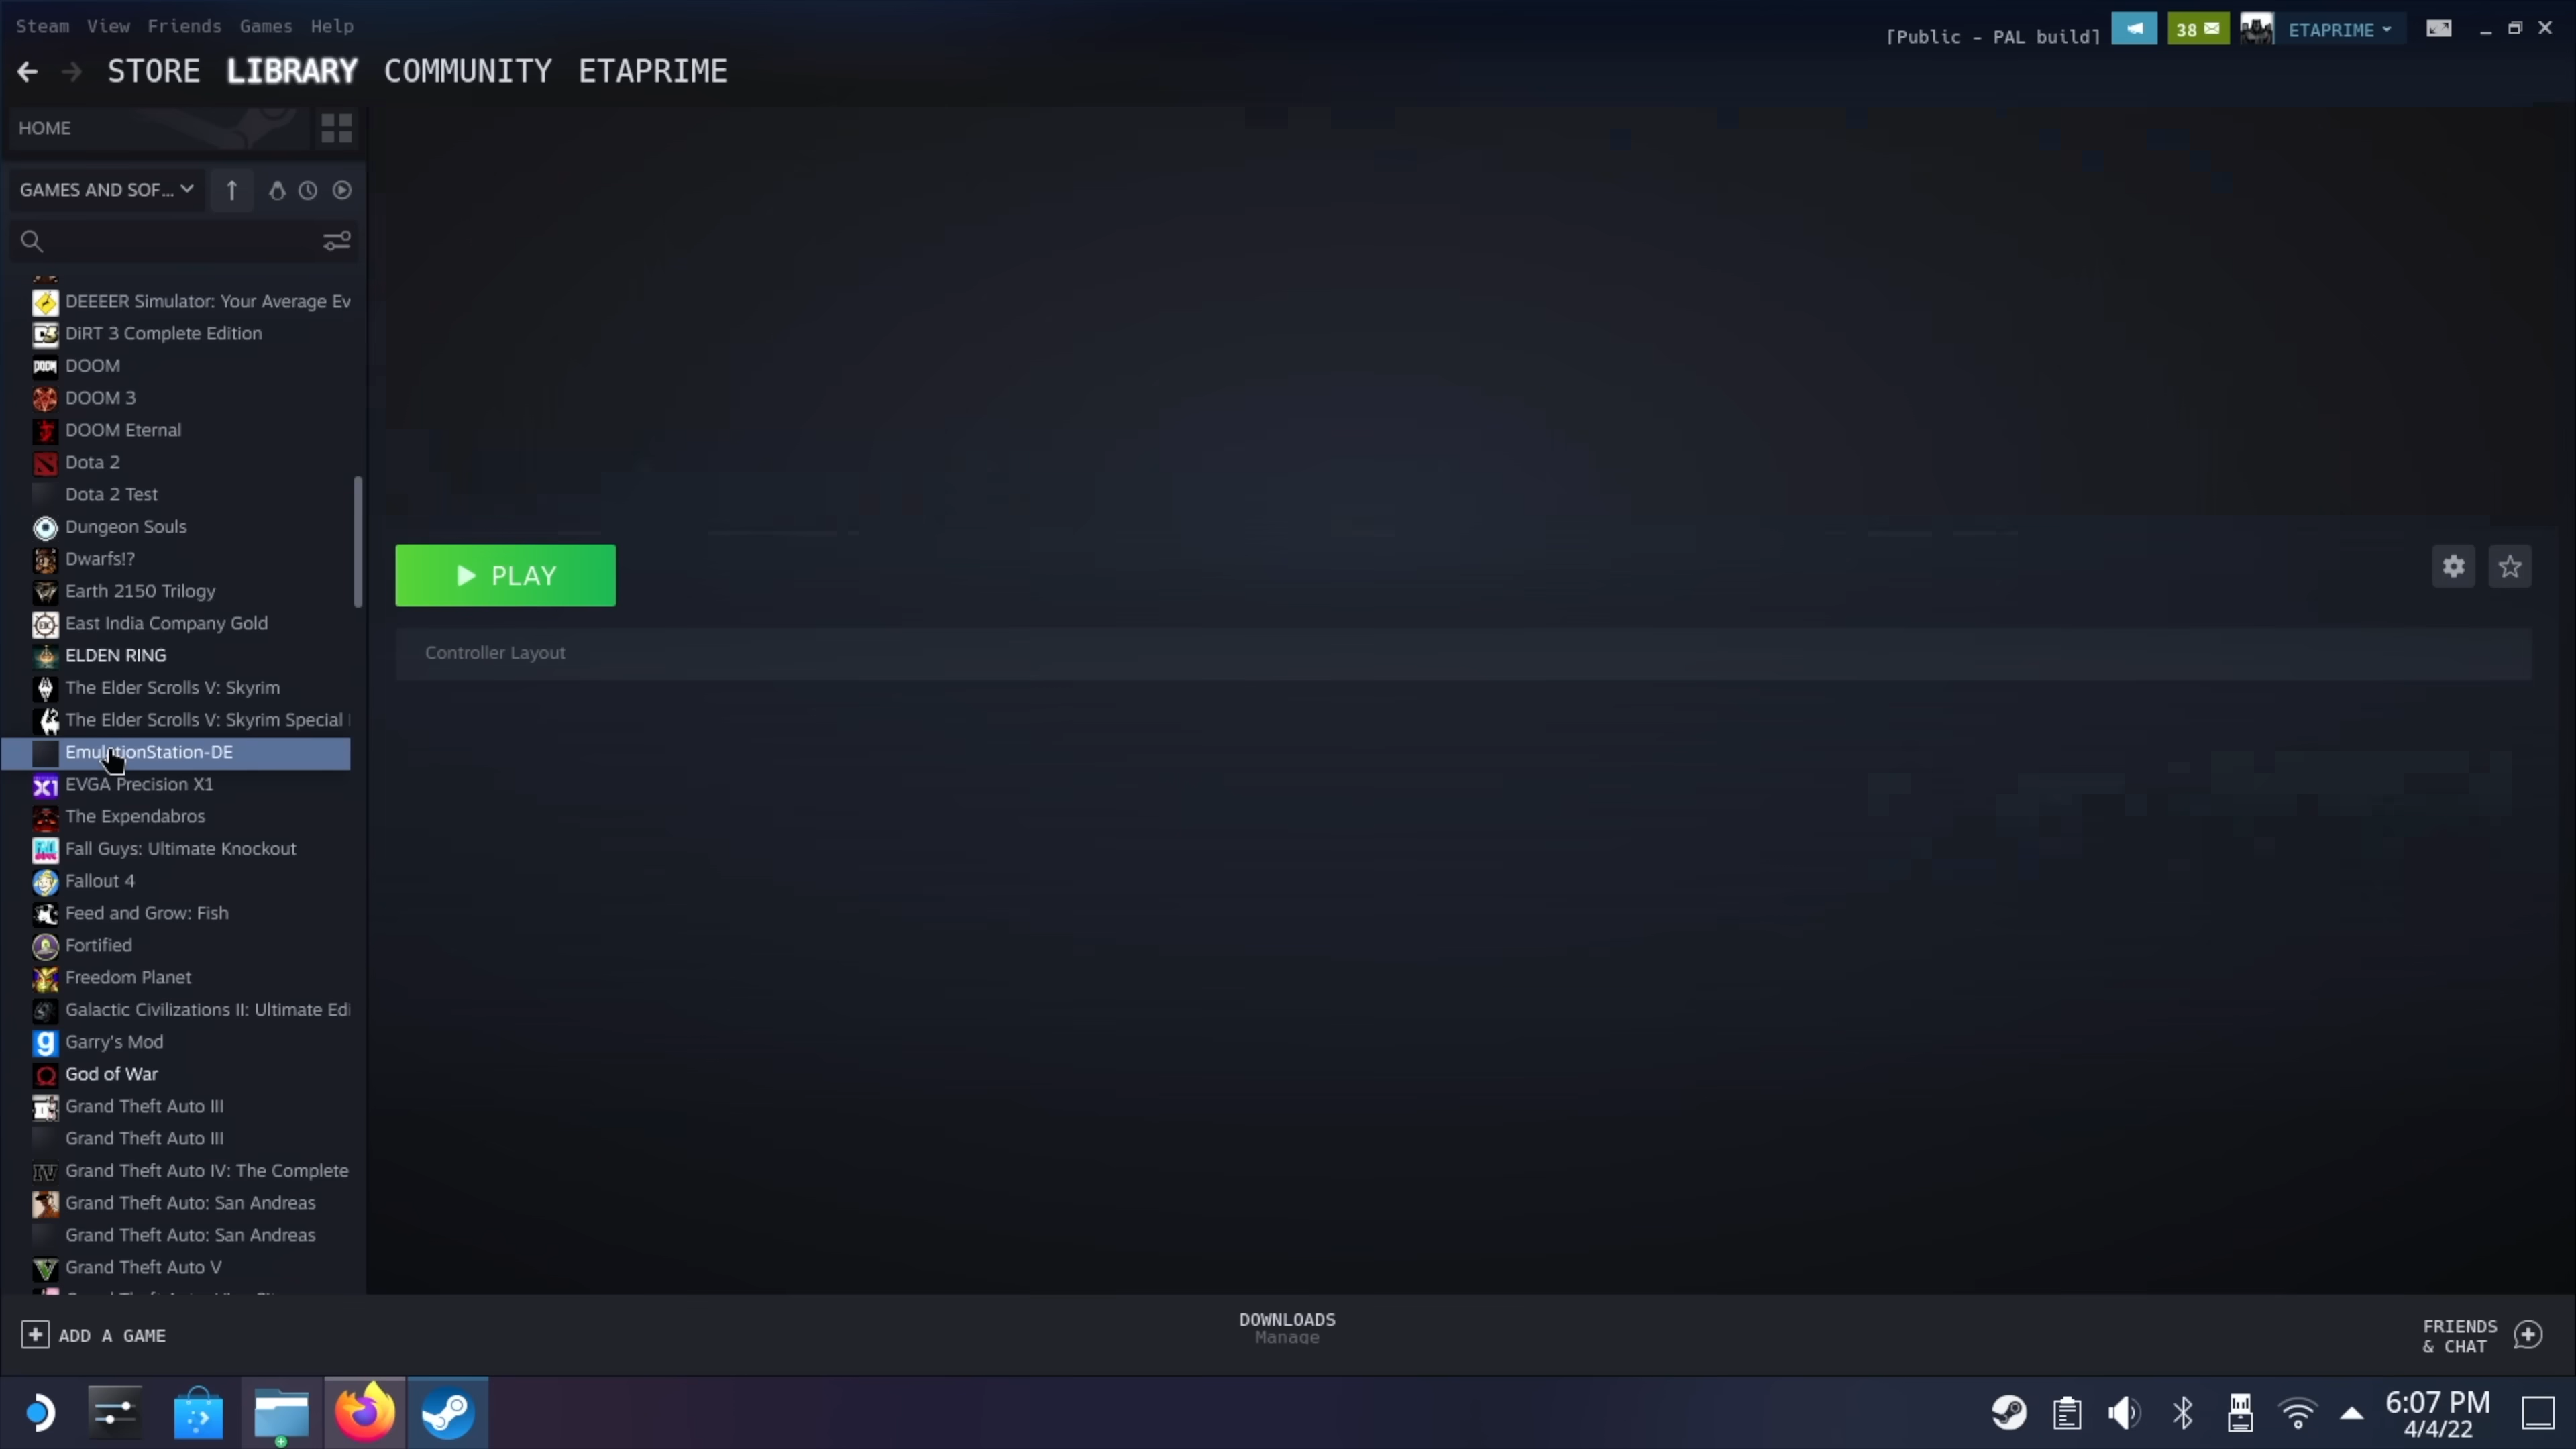 Steam View Friends Games Help
[Public - PAL build]
38
ETAPRIME
STORE LIBRARY COMMUNITY ETAPRIME
HOME
GAMES AND SOF...
DEEEER Simulator: Your Average Ev
DiRT 3 Complete Edition
DOOM
DOOM 3
DOOM Eternal
Dota 2
Dota 2 Test
Dungeon Souls
Dwarfs!?
Earth 2150 Trilogy
East India Company Gold
ELDEN RING
The Elder Scrolls V: Skyrim
The Elder Scrolls V: Skyrim Special
EmulationStation-DE
EVGA Precision X1
The Expendabros
Fall Guys: Ultimate Knockout
Fallout 4
Feed and Grow: Fish
Fortified
Freedom Planet
Galactic Civilizations II: Ultimate Edi
Garry's Mod
God of War
Grand Theft Auto III
Grand Theft Auto III
Grand Theft Auto IV: The Complete
Grand Theft Auto: San Andreas
Grand Theft Auto: San Andreas
Grand Theft Auto V
PLAY
Controller Layout
ADD A GAME
DOWNLOADS
Manage
FRIENDS
& CHAT
6:07 PM
4/4/22